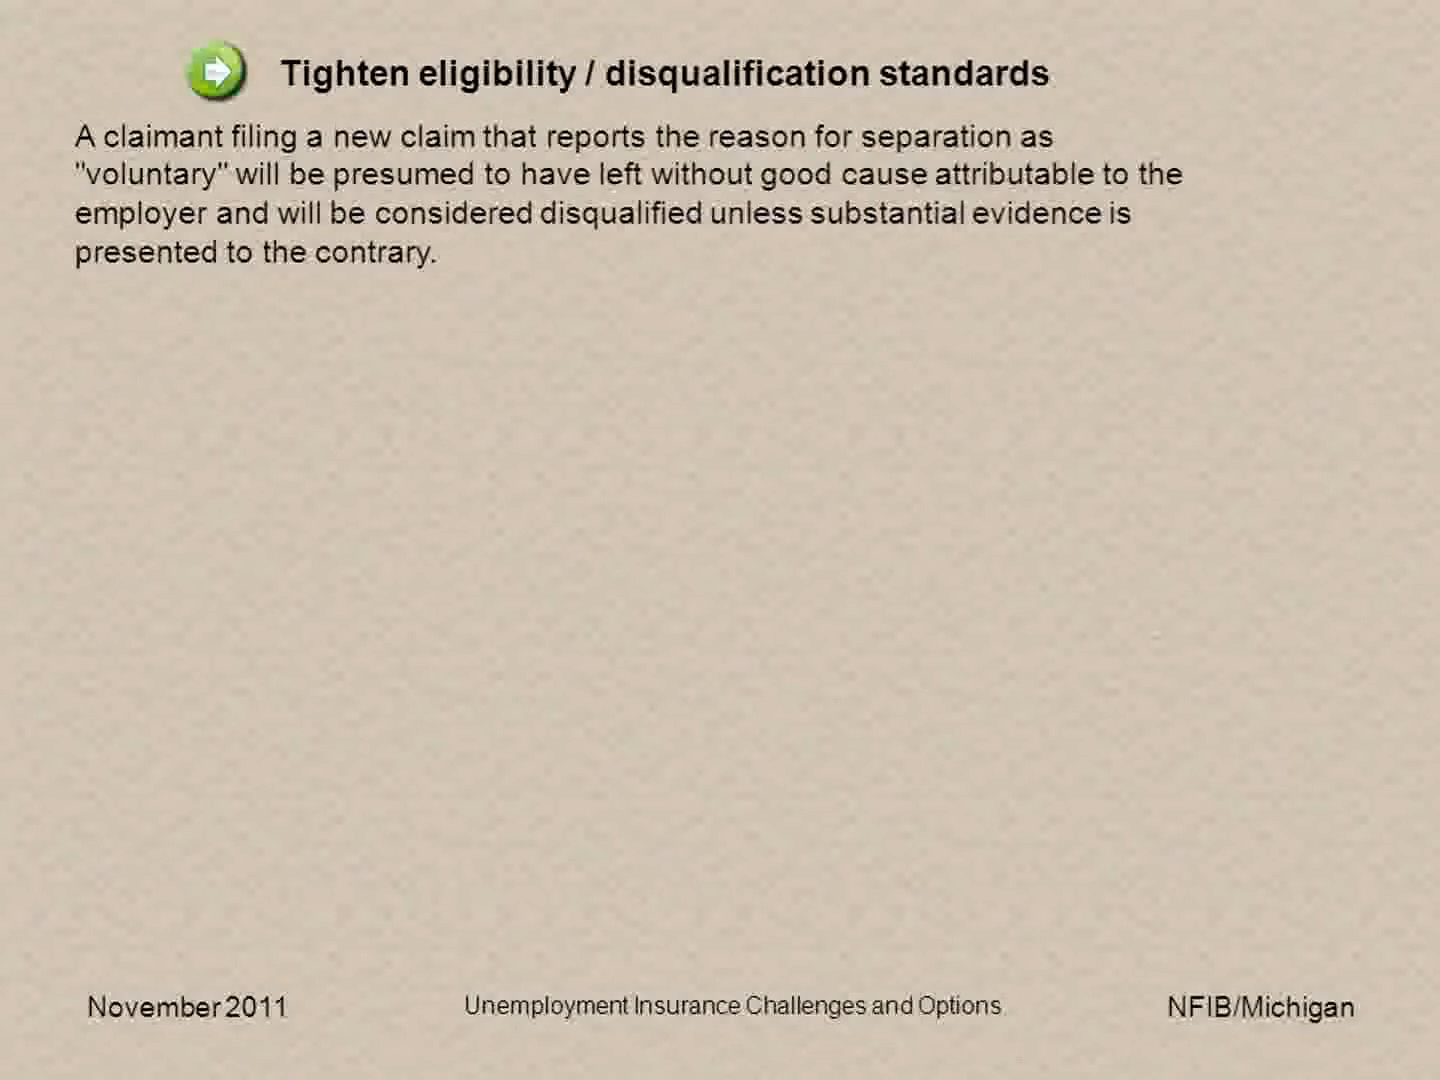 Tighten eligibility / disqualification standards
A claimant filing a new claim that reports the reason for separation as
"voluntary" will be presumed to have left without good cause attributable to the
employer and will be considered disqualified unless substantial evidence is
presented to the contrary.
November 2011
Unemployment Insurance Challenges and Options
NFIB/Michigan